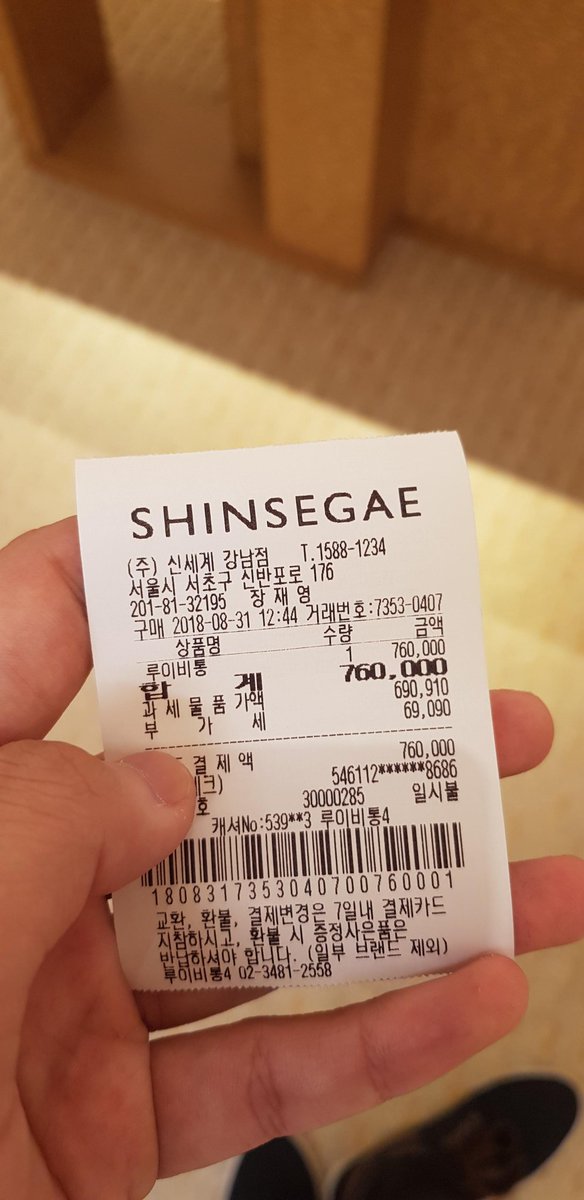 SHINSEGAE
(주) 신세계 강남점 T.1588-1234
서울시 서초구 신반포로 176
201-81-32195 장 재 영
구매 2018-08-31 12:44 거래번호:7353-0407
상품명 수량 금액
루이비통 1 760,000
합 계 760,000
과 세 물 품 가액 690,910
부 가 세 69,090
결 제 액 760,000
크) 546112******8686
호 30000285 일시불
캐셔No:539**3 루이비통4
180831735304070076​0001
교환, 환불, 결제변경은 7일내 결제카드
지참하시고, 환불 시 증정사은품은
반납하셔야 합니다. (일부 브랜드 제외)
루이비통4 02-3481-2558